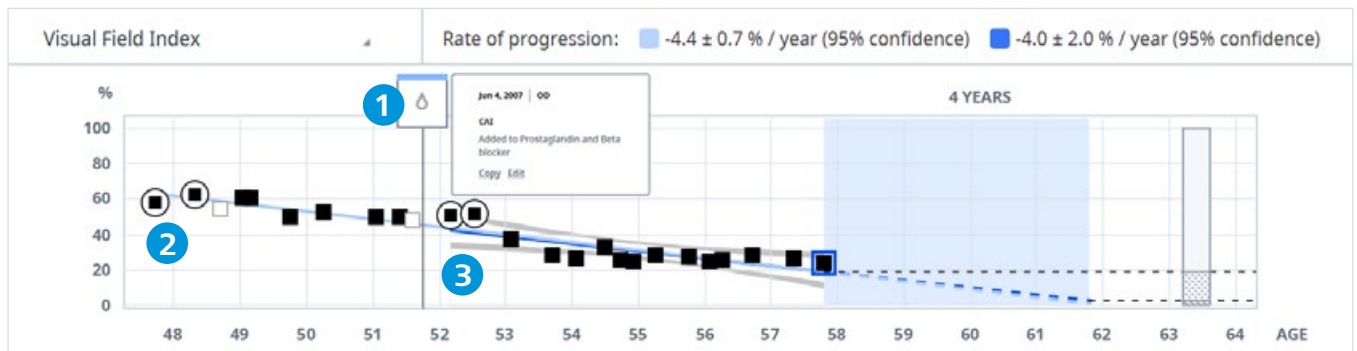 Visual Field Index
Rate of progression: -4.4 ± 0.7 % / year (95% confidence) -4.0 ± 2.0 % / year (95% confidence)
%
1
Jun 4, 2007 | OD
4 YEARS
CAI
Added to Prostaglandin and Beta
blocker
Copy Edit
100
80
60
40
20
0
2
3
48 49 50 51 52 53 54 55 56 57 58 59 60 61 62 63 64 AGE